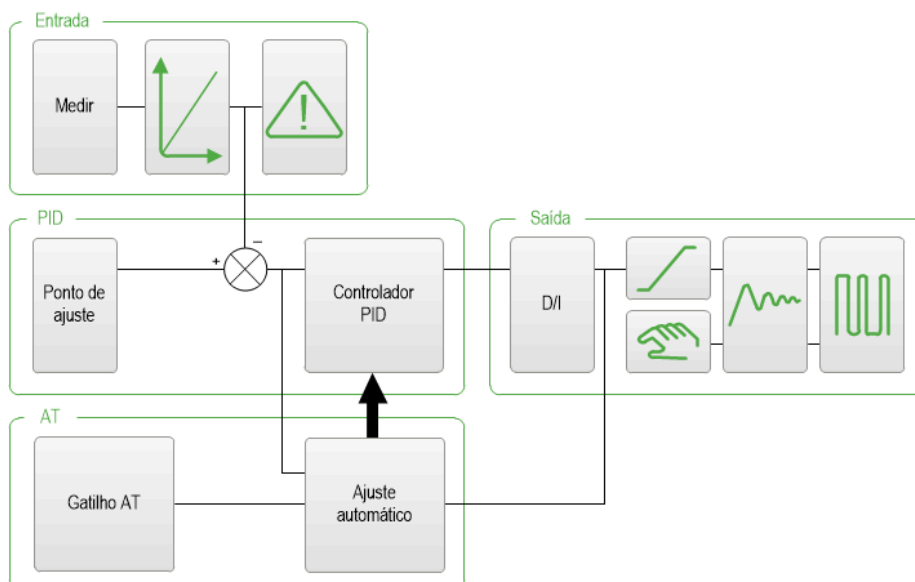 Entrada
Medir
PID
Ponto de
ajuste
+
−
Controlador
PID
Saída
D/I
AT
Gatilho AT
Ajuste
automático